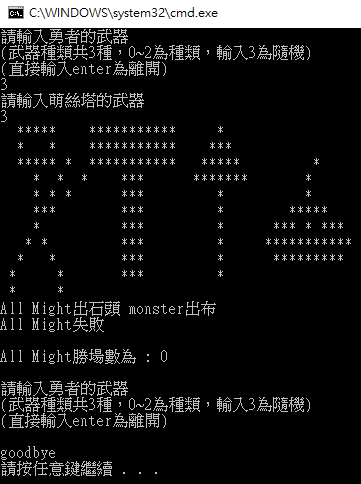 C:\WINDOWS\system32\cmd.exe
請輸入勇者的武器
(武器種類共3種，0~2為種類，輸入3為隨機)
(直接輸入enter為離開)
3
請輸入萌絲塔的武器
3
  *****    ***********     *
  *   *    ***********    ***
  ***** *  ***********   *****         *
    *  *  *    ***      *******       *
    * * *      ***         *          *
    ***        ***         *        *****
    *          ***         *      *** * ***
   * *         ***         *     ***********
  *   *        ***         *      *********
 *     *       ***         *
*     *
All Might出石頭 monster出布
All Might失敗
All Might勝場數為 : 0
請輸入勇者的武器
(武器種類共3種，0~2為種類，輸入3為隨機)
(直接輸入enter為離開)
goodbye
請按任意鍵繼續 . . .